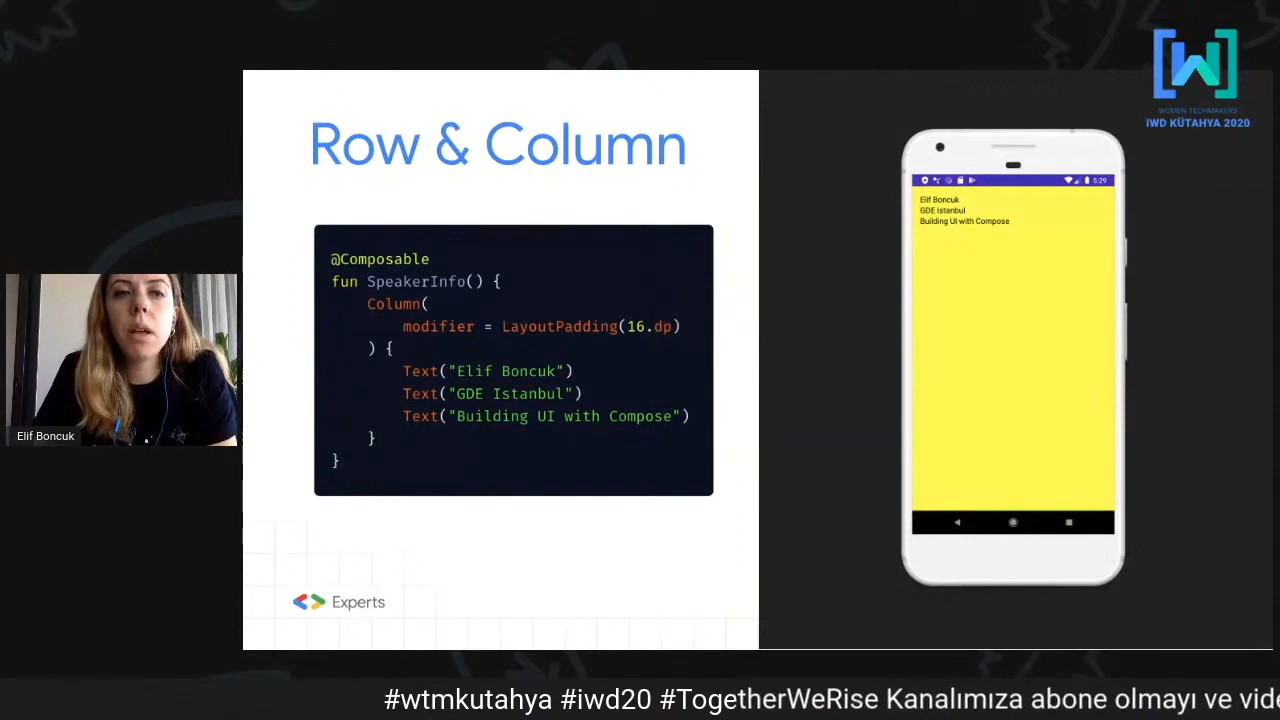 WOMEN TECHMAKERS
IWD KÜTAHYA 2020
Row & Column
@Composable
fun SpeakerInfo() {
Column(
modifier = LayoutPadding(16.dp)
) {
Text("Elif Boncuk")
Text("GDE Istanbul")
Text("Building UI with Compose")
}
}
5:29
Elif Boncuk
GDE Istanbul
Building UI with Compose
Elif Boncuk
Experts
#wtmkutahya #iwd20 #TogetherWeRise Kanalımıza abone olmayı ve vide